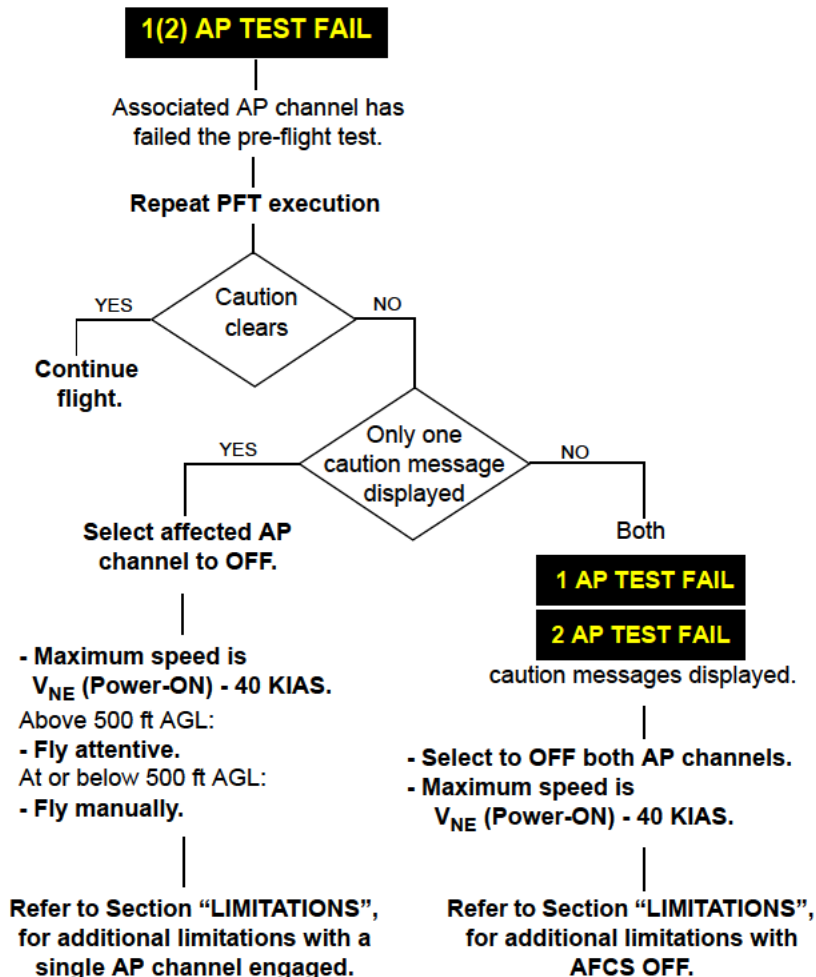 1(2) AP TEST FAIL
Associated AP channel has
failed the pre-flight test.
Repeat PFT execution
Caution
clears
YES
NO
Continue
flight.
Only one
caution message
displayed
YES
NO
Select affected AP
channel to OFF.
- Maximum speed is
VNE (Power-ON) - 40 KIAS.
Above 500 ft AGL:
- Fly attentive.
At or below 500 ft AGL:
- Fly manually.
Refer to Section “LIMITATIONS”,
for additional limitations with a
single AP channel engaged.
Both
1 AP TEST FAIL
2 AP TEST FAIL
caution messages displayed.
- Select to OFF both AP channels.
- Maximum speed is
VNE (Power-ON) - 40 KIAS.
Refer to Section “LIMITATIONS”,
for additional limitations with
AFCS OFF.